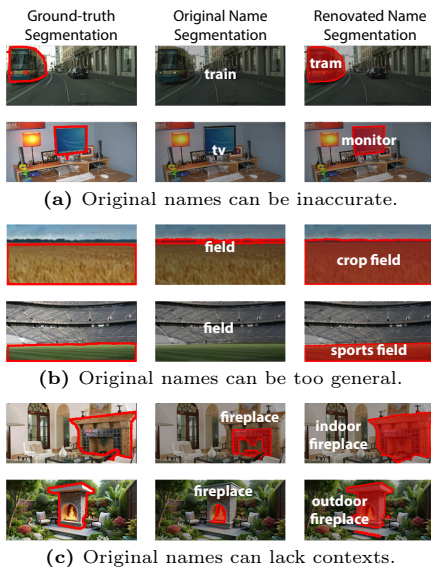 Ground-truth Segmentation Original Name Segmentation Renovated Name Segmentation
train
tram
tv
monitor
(a) Original names can be inaccurate.
field
crop field
field
sports field
(b) Original names can be too general.
fireplace
indoor fireplace
fireplace
outdoor fireplace
(c) Original names can lack contexts.